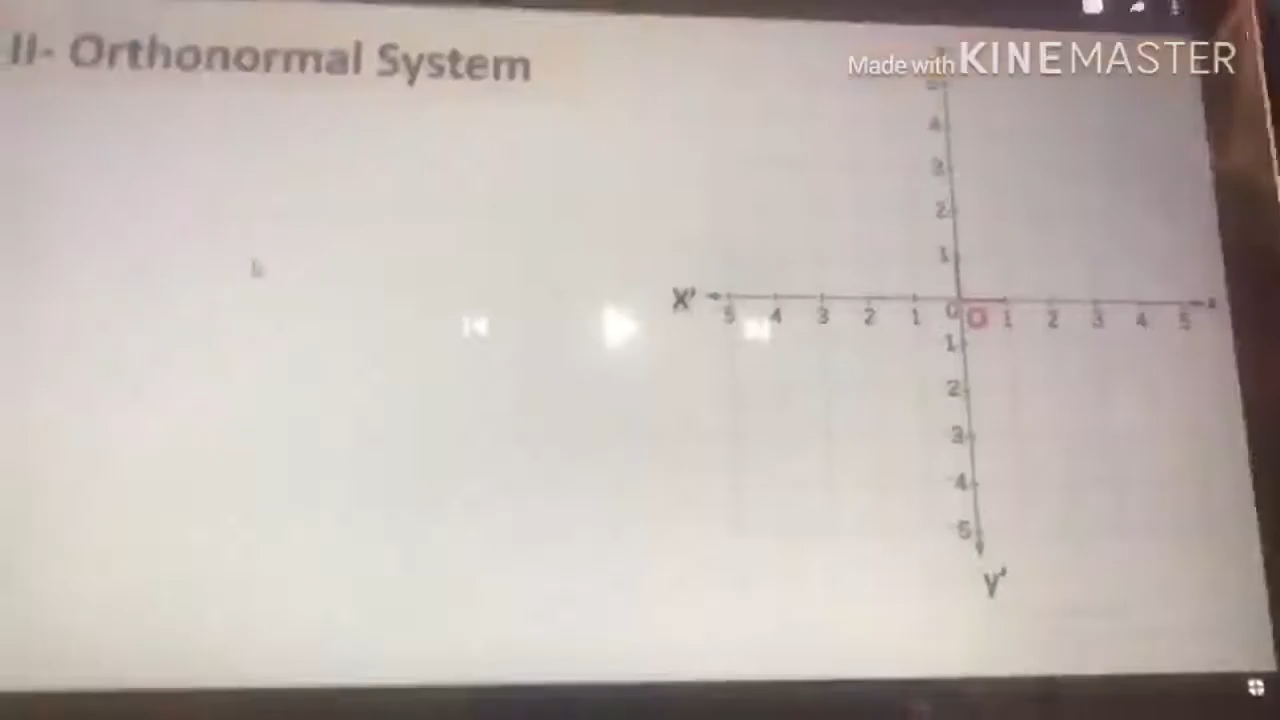 II- Orthonormal System
Made with KINEMASTER
4
3
2
1
X' 5 4 3 2 1 0 O 1 2 3 4 5
1
2
3
4
5
y'